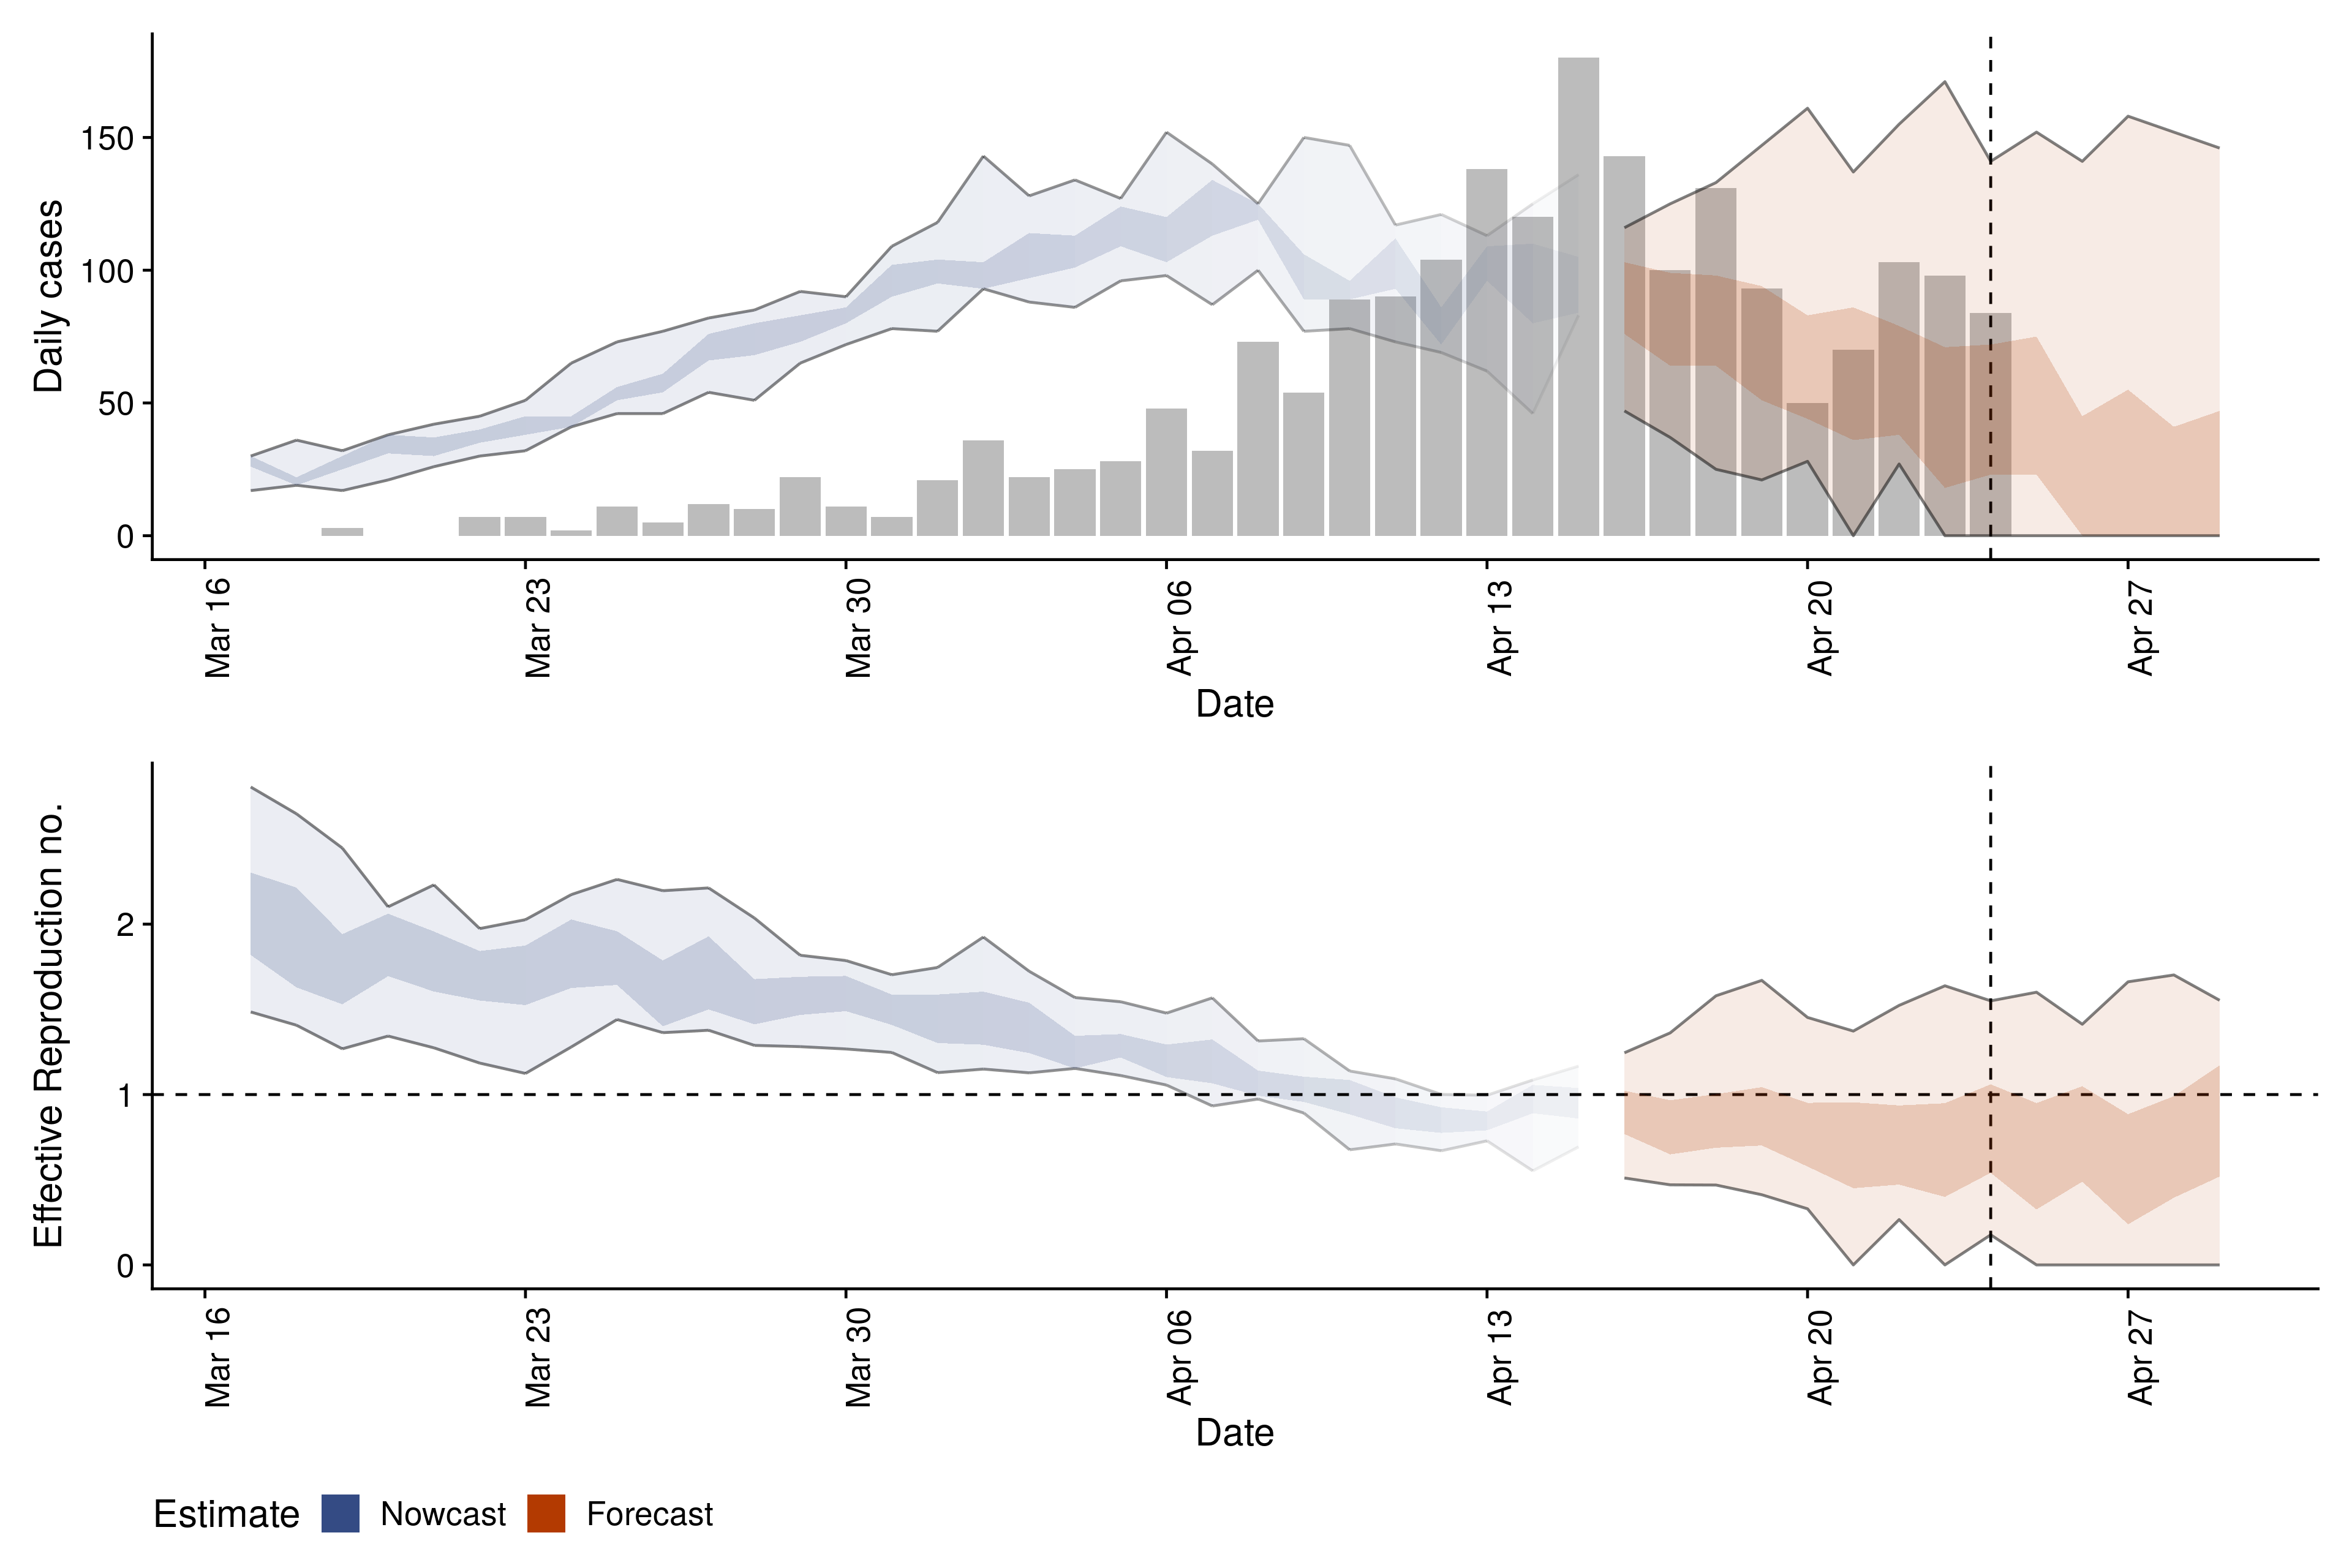 Daily cases
150
100
50
0
Mar 16
Mar 23
Mar 30
Apr 06
Apr 13
Apr 20
Apr 27
Date
Effective Reproduction no.
2
1
0
Mar 16
Mar 23
Mar 30
Apr 06
Apr 13
Apr 20
Apr 27
Date
Estimate Nowcast Forecast